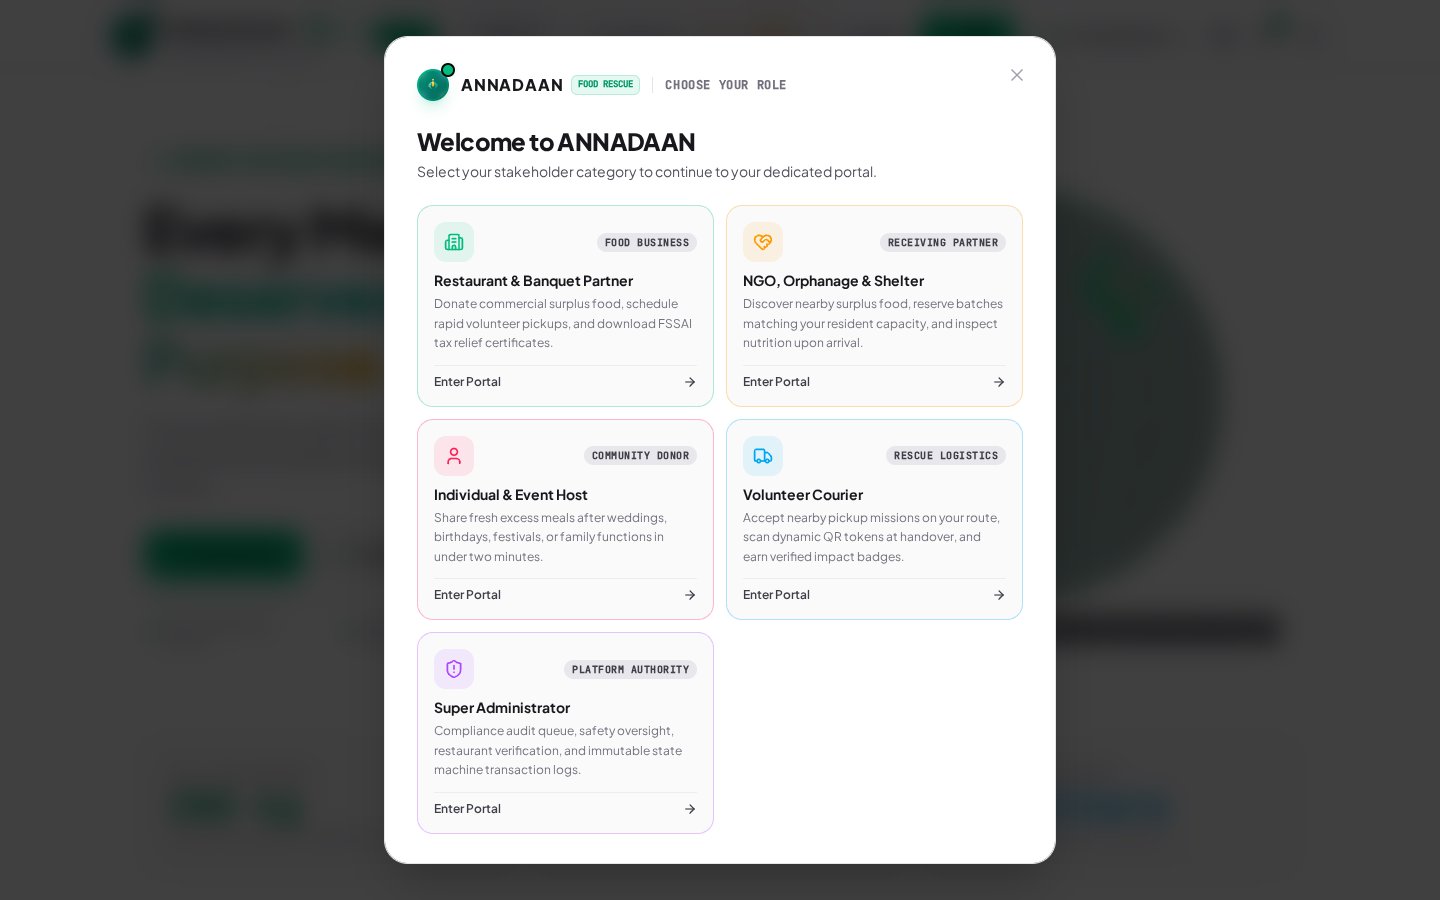 ANNADAAN FOOD RESCUE CHOOSE YOUR ROLE
Welcome to ANNADAAN
Select your stakeholder category to continue to your dedicated portal.
FOOD BUSINESS
Restaurant & Banquet Partner
Donate commercial surplus food, schedule
rapid volunteer pickups, and download FSSAI
tax relief certificates.
Enter Portal
RECEIVING PARTNER
NGO, Orphanage & Shelter
Discover nearby surplus food, reserve batches
matching your resident capacity, and inspect
nutrition upon arrival.
Enter Portal
COMMUNITY DONOR
Individual & Event Host
Share fresh excess meals after weddings,
birthdays, festivals, or family functions in
under two minutes.
Enter Portal
RESCUE LOGISTICS
Volunteer Courier
Accept nearby pickup missions on your route,
scan dynamic QR tokens at handover, and
earn verified impact badges.
Enter Portal
PLATFORM AUTHORITY
Super Administrator
Compliance audit queue, safety oversight,
restaurant verification, and immutable state
machine transaction logs.
Enter Portal